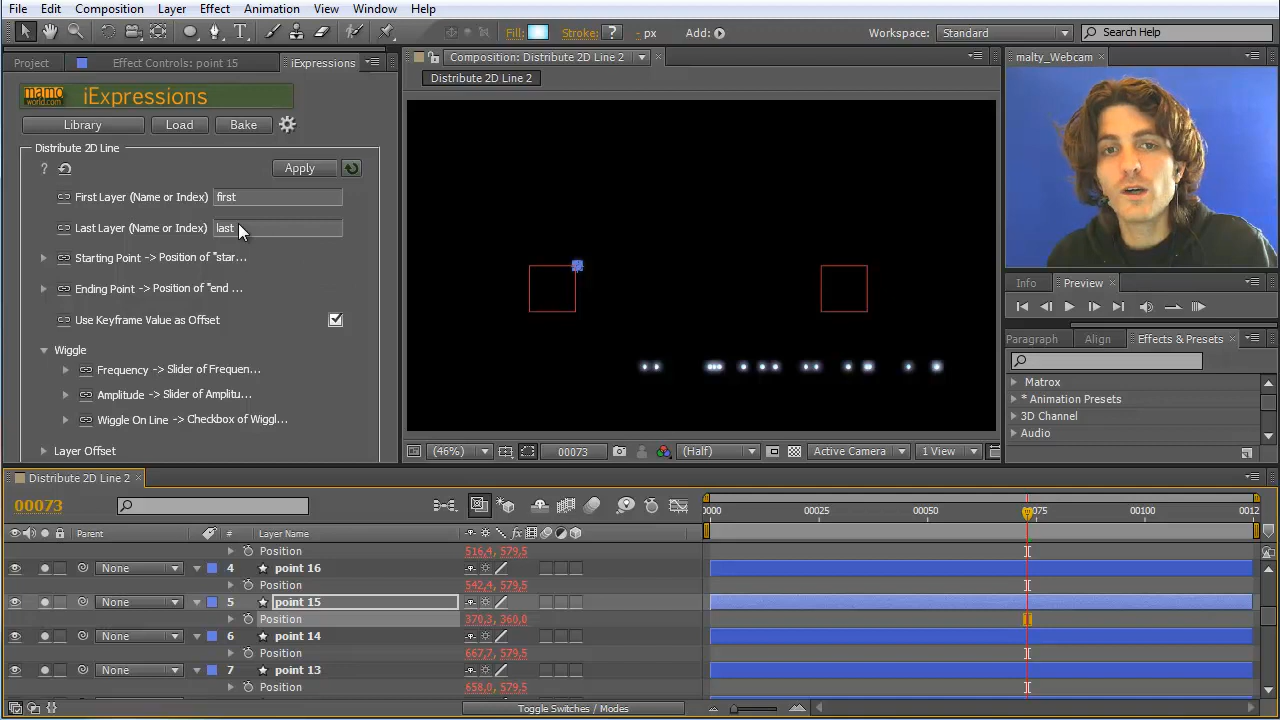 File Edit Composition Layer Effect Animation View Window Help
Fill: ? Stroke: ? - px Add: Workspace: Standard Search Help
Project Effect Controls: point 15 iExpressions
Composition: Distribute 2D Line 2
malty_Webcam
Distribute 2D Line 2
mamo world.com iExpressions
Library Load Bake
Distribute 2D Line
? Apply
First Layer (Name or Index) first
Last Layer (Name or Index) last
Starting Point -> Position of "star...
Ending Point -> Position of "end ...
Use Keyframe Value as Offset
Wiggle
Frequency -> Slider of Frequen...
Amplitude -> Slider of Amplitu...
Wiggle On Line -> Checkbox of Wiggl...
Layer Offset
(46%) 00073 (Half) Active Camera 1 View
Info Preview
Paragraph Align Effects & Presets
Matrox
* Animation Presets
3D Channel
Audio
Distribute 2D Line 2
00073
0000 00025 00050 00075 00100 0012
Parent # Layer Name fx
Position 516,4, 579,5
None 4 point 16
Position 542,4, 579,5
None 5 point 15
Position 370,3, 360,0
None 6 point 14
Position 667,7, 579,5
None 7 point 13
Position 658,0, 579,5
Toggle Switches / Modes